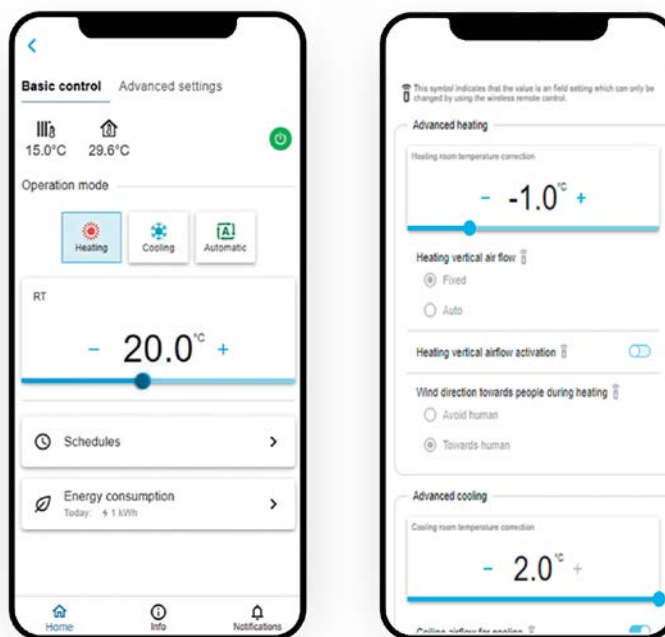 Basic control Advanced settings
15.0°C 29.6°C
Operation mode
Heating Cooling Automatic
RT
- 20.0°C +
Schedules
Energy consumption
Today: 1 kWh
Home Info Notifications
This symbol indicates that the value is an field setting which can only be
changed by using the wireless remote control.
Advanced heating
Heating room temperature correction
- -1.0°C +
Heating vertical air flow
Fixed
Auto
Heating vertical airflow activation
Wind direction towards people during heating
Avoid human
Towards human
Advanced cooling
Cooling room temperature correction
- 2.0°C +
Ceiling airflow for cooling